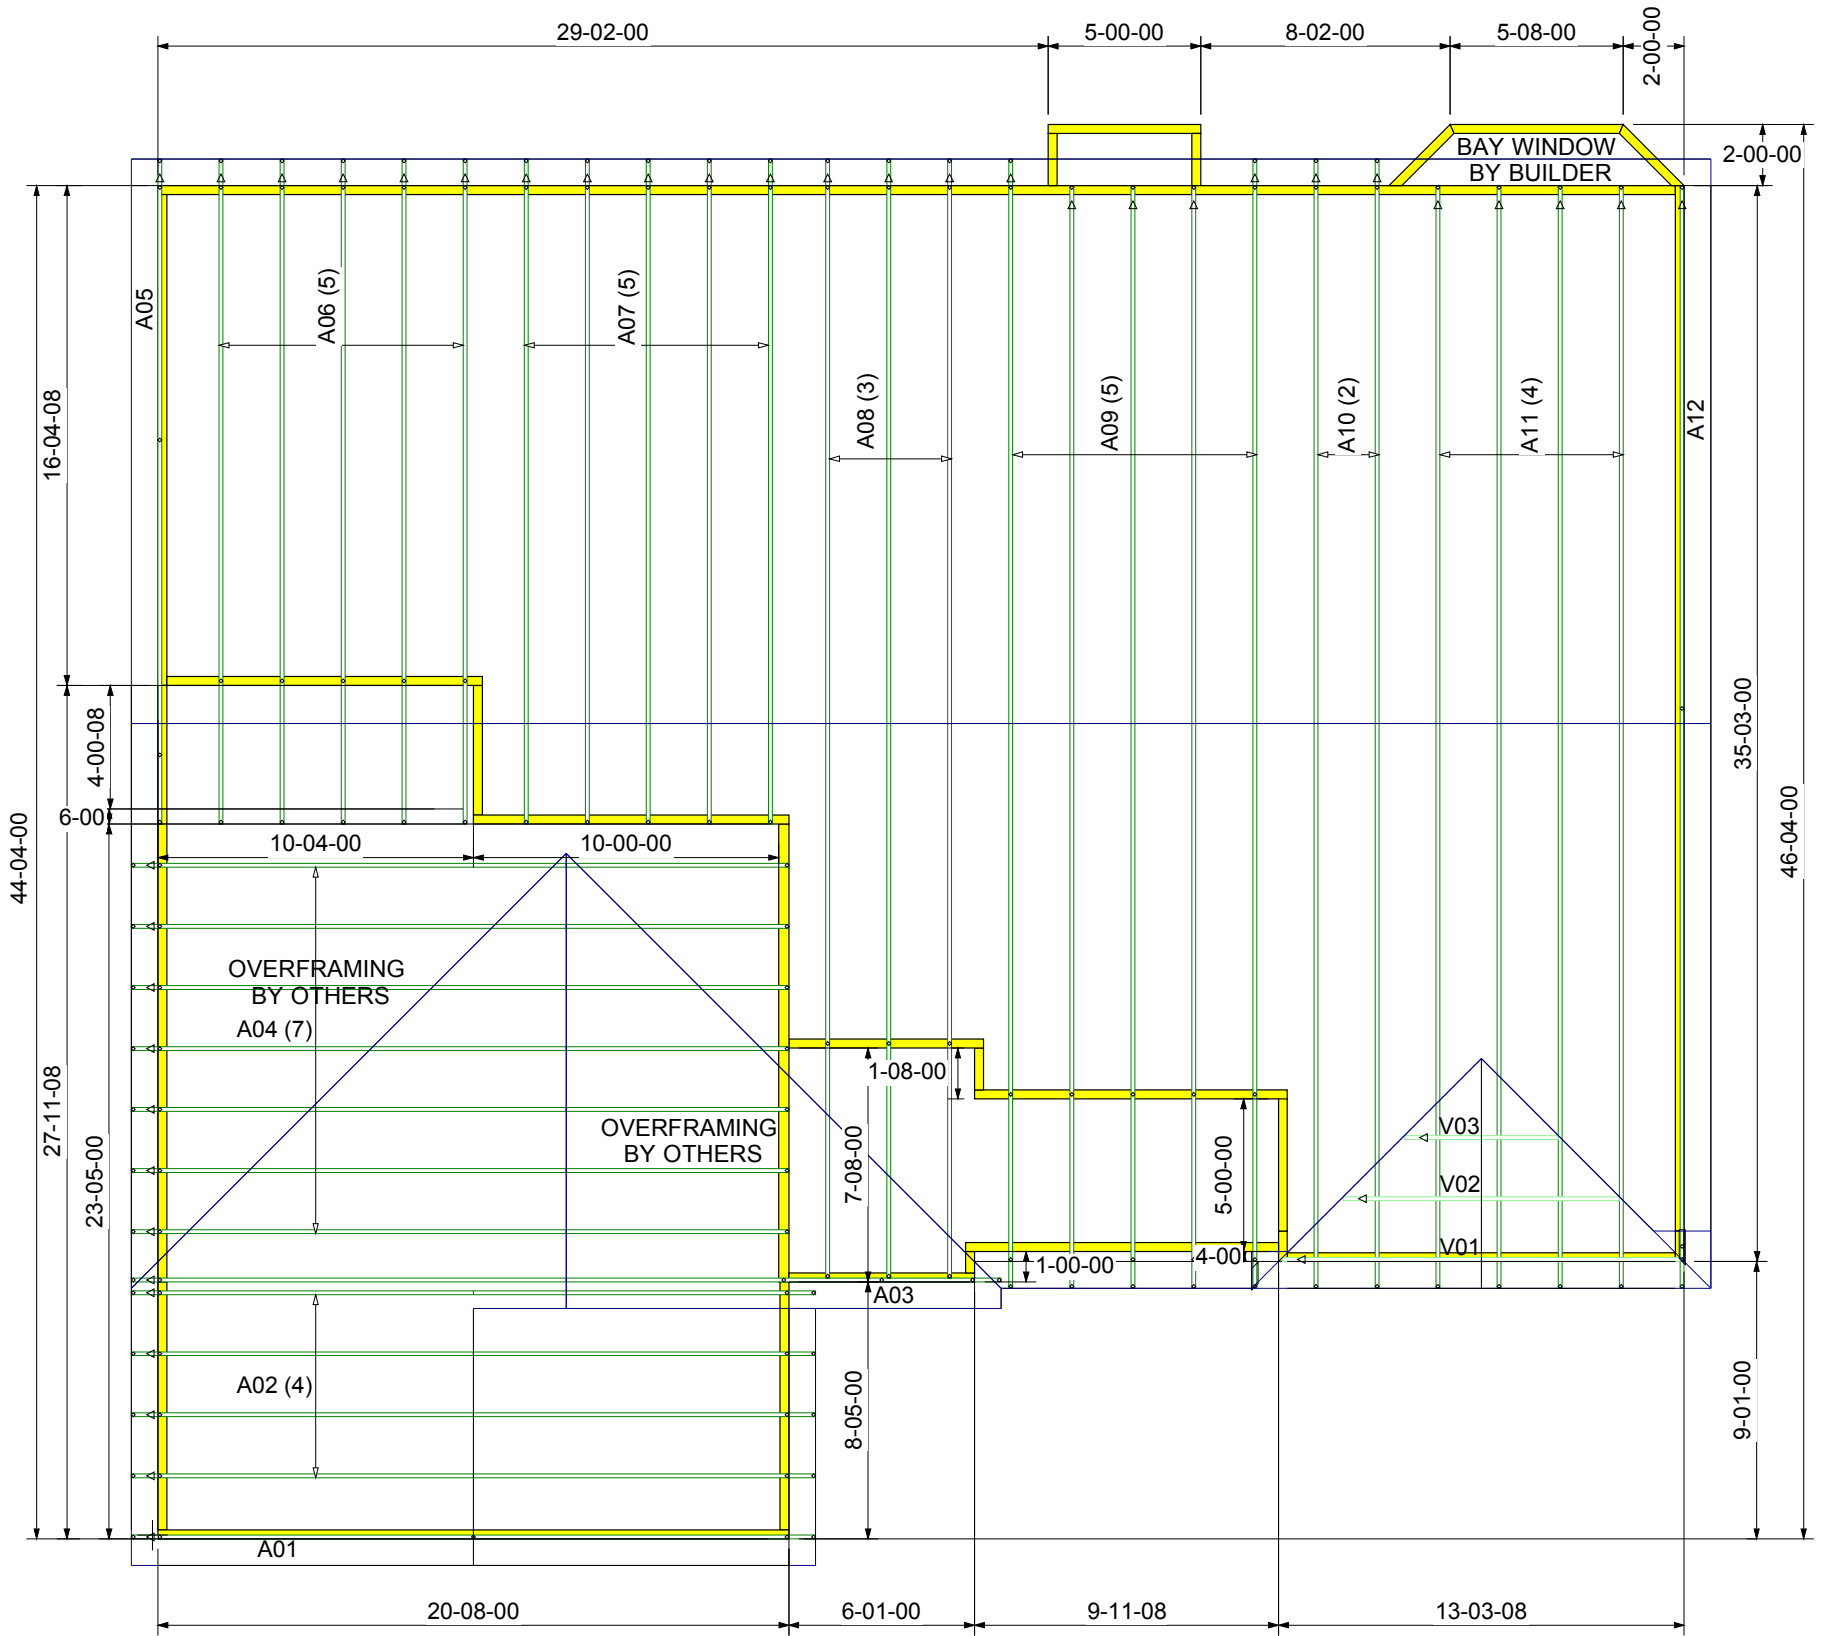 29-02-00
5-00-00
8-02-00
5-08-00
2-00-00
BAY WINDOW
BY BUILDER
2-00-00
A05
A06 (5)
A07 (5)
A08 (3)
A09 (5)
A10 (2)
A11 (4)
A12
16-04-08
4-00-08
6-00
44-04-00
27-11-08
23-05-00
35-03-00
46-04-00
10-04-00
10-00-00
OVERFRAMING
BY OTHERS
A04 (7)
1-08-00
OVERFRAMING
BY OTHERS
7-08-00
5-00-00
V03
V02
V01
4-00
1-00-00
A03
A02 (4)
8-05-00
9-01-00
A01
20-08-00
6-01-00
9-11-08
13-03-08